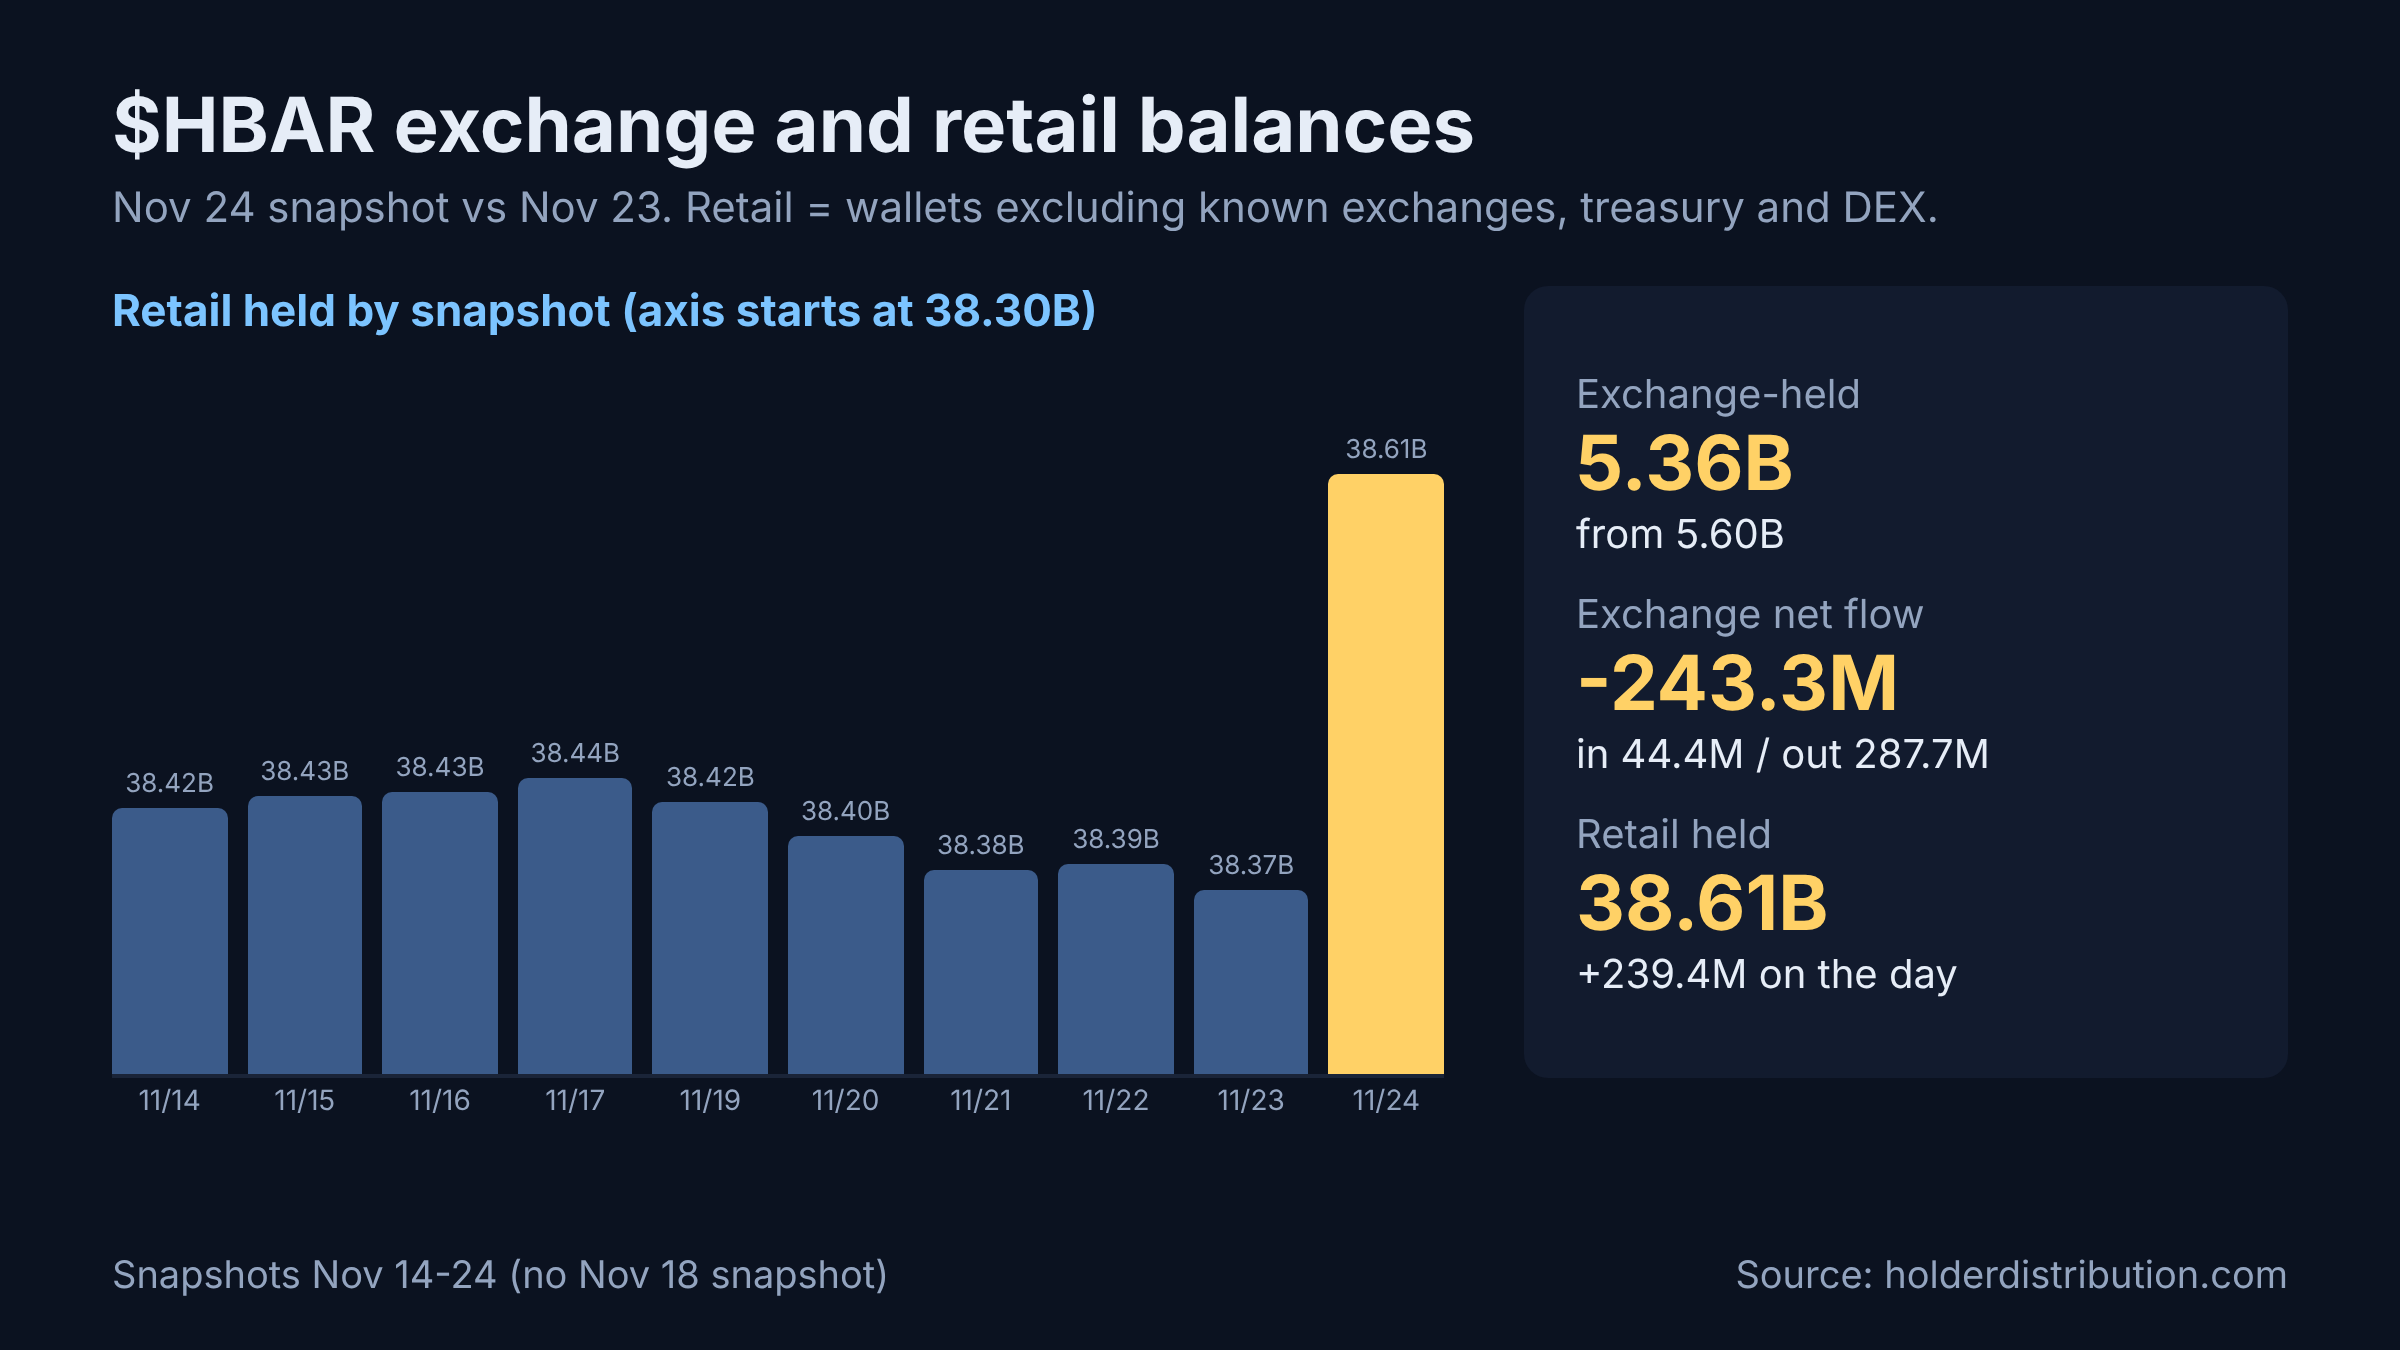 $HBAR exchange and retail balances
Nov 24 snapshot vs Nov 23. Retail = wallets excluding known exchanges, treasury and DEX.
Retail held by snapshot (axis starts at 38.30B)
38.42B
38.43B
38.43B
38.44B
38.42B
38.40B
38.38B
38.39B
38.37B
38.61B
11/14
11/15
11/16
11/17
11/19
11/20
11/21
11/22
11/23
11/24
Exchange-held
5.36B
from 5.60B
Exchange net flow
-243.3M
in 44.4M / out 287.7M
Retail held
38.61B
+239.4M on the day
Snapshots Nov 14-24 (no Nov 18 snapshot)
Source: holderdistribution.com